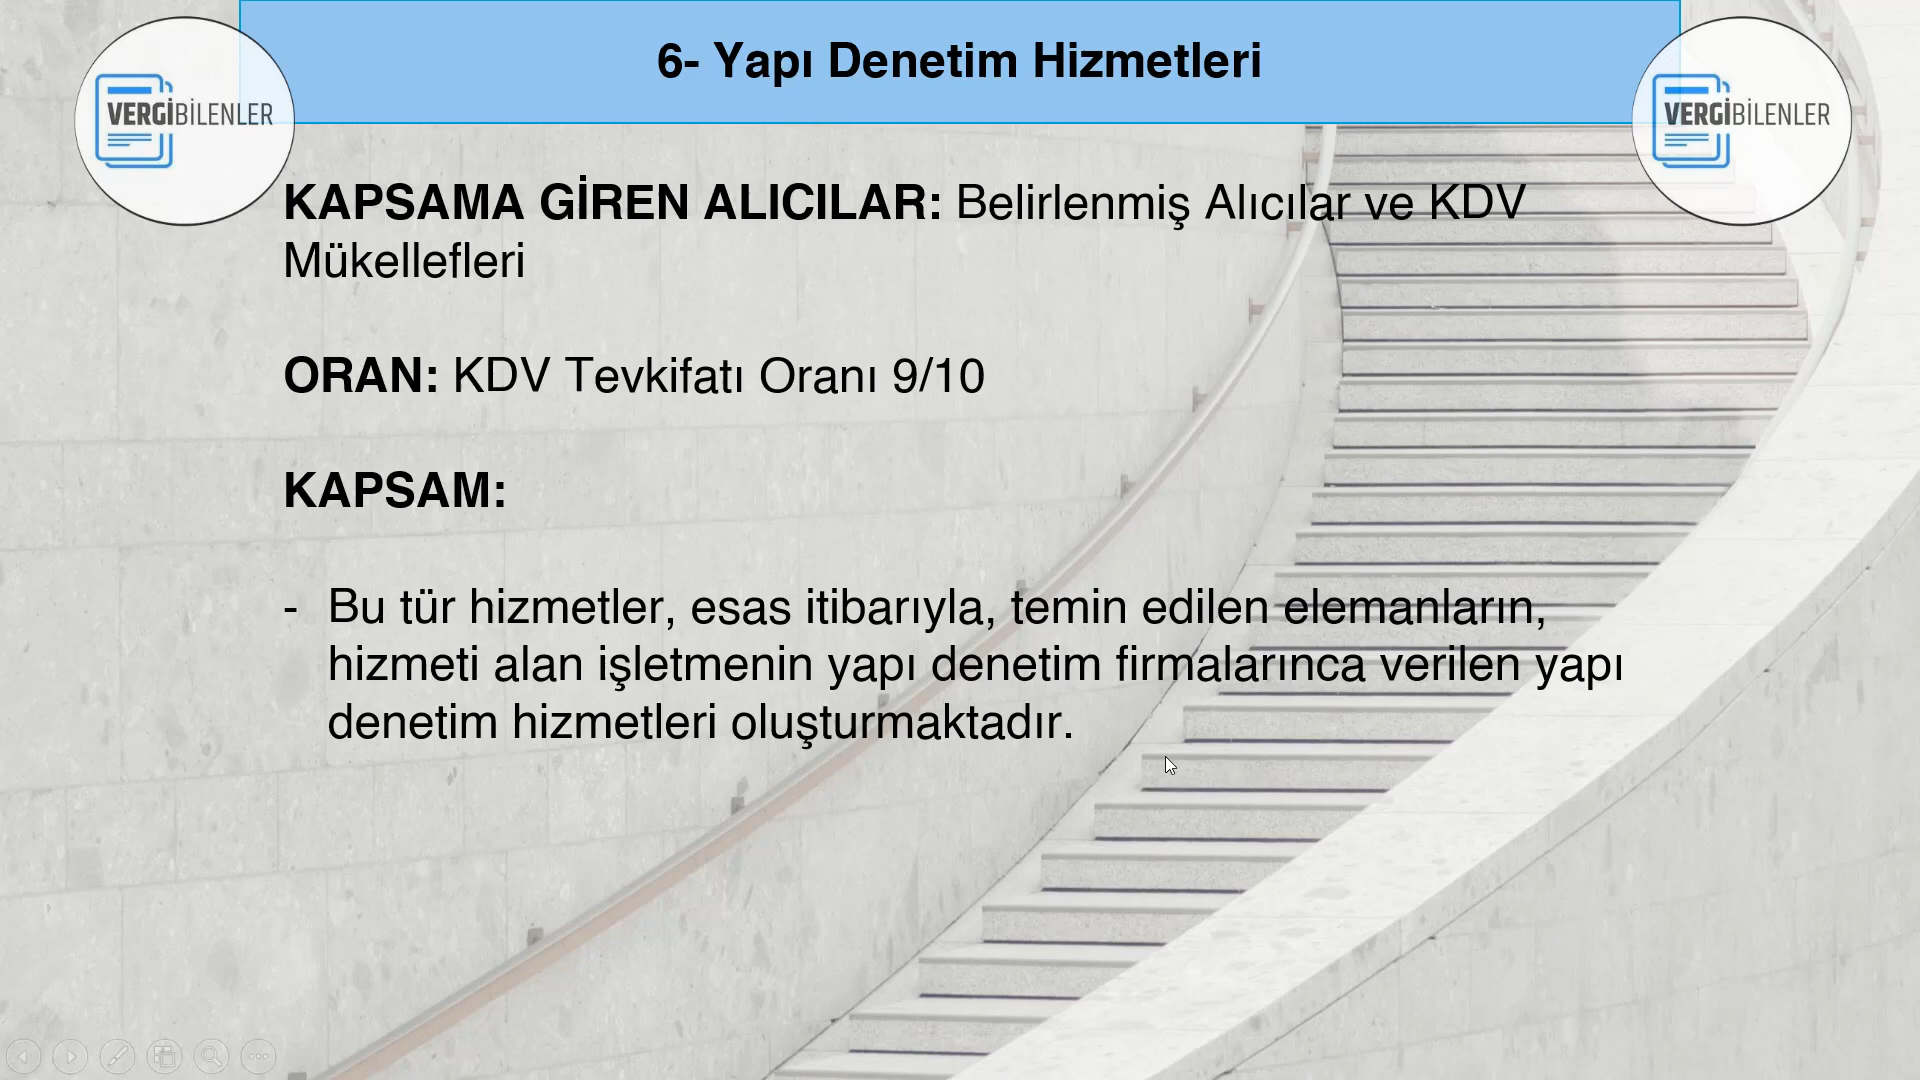 6- Yapı Denetim Hizmetleri
VERGİBİLENLER
VERGİBİLENLER
KAPSAMA GİREN ALICILAR: Belirlenmiş Alıcılar ve KDV
Mükellefleri
ORAN: KDV Tevkifatı Oranı 9/10
KAPSAM:
- Bu tür hizmetler, esas itibarıyla, temin edilen elemanların,
hizmeti alan işletmenin yapı denetim firmalarınca verilen yapı
denetim hizmetleri oluşturmaktadır.